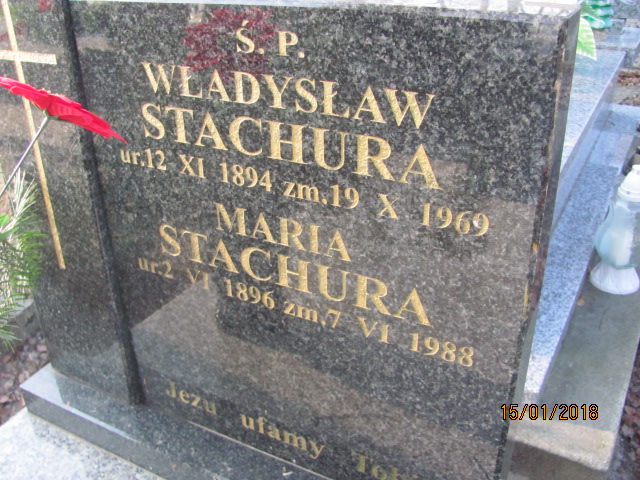 Ś. P.
WŁADYSŁAW
STACHURA
ur.12 XI 1894 zm.19 X 1969
MARIA
STACHURA
ur.2 VI 1896 zm.7 VI 1988
Jezu ufamy Tobie
15/01/2018